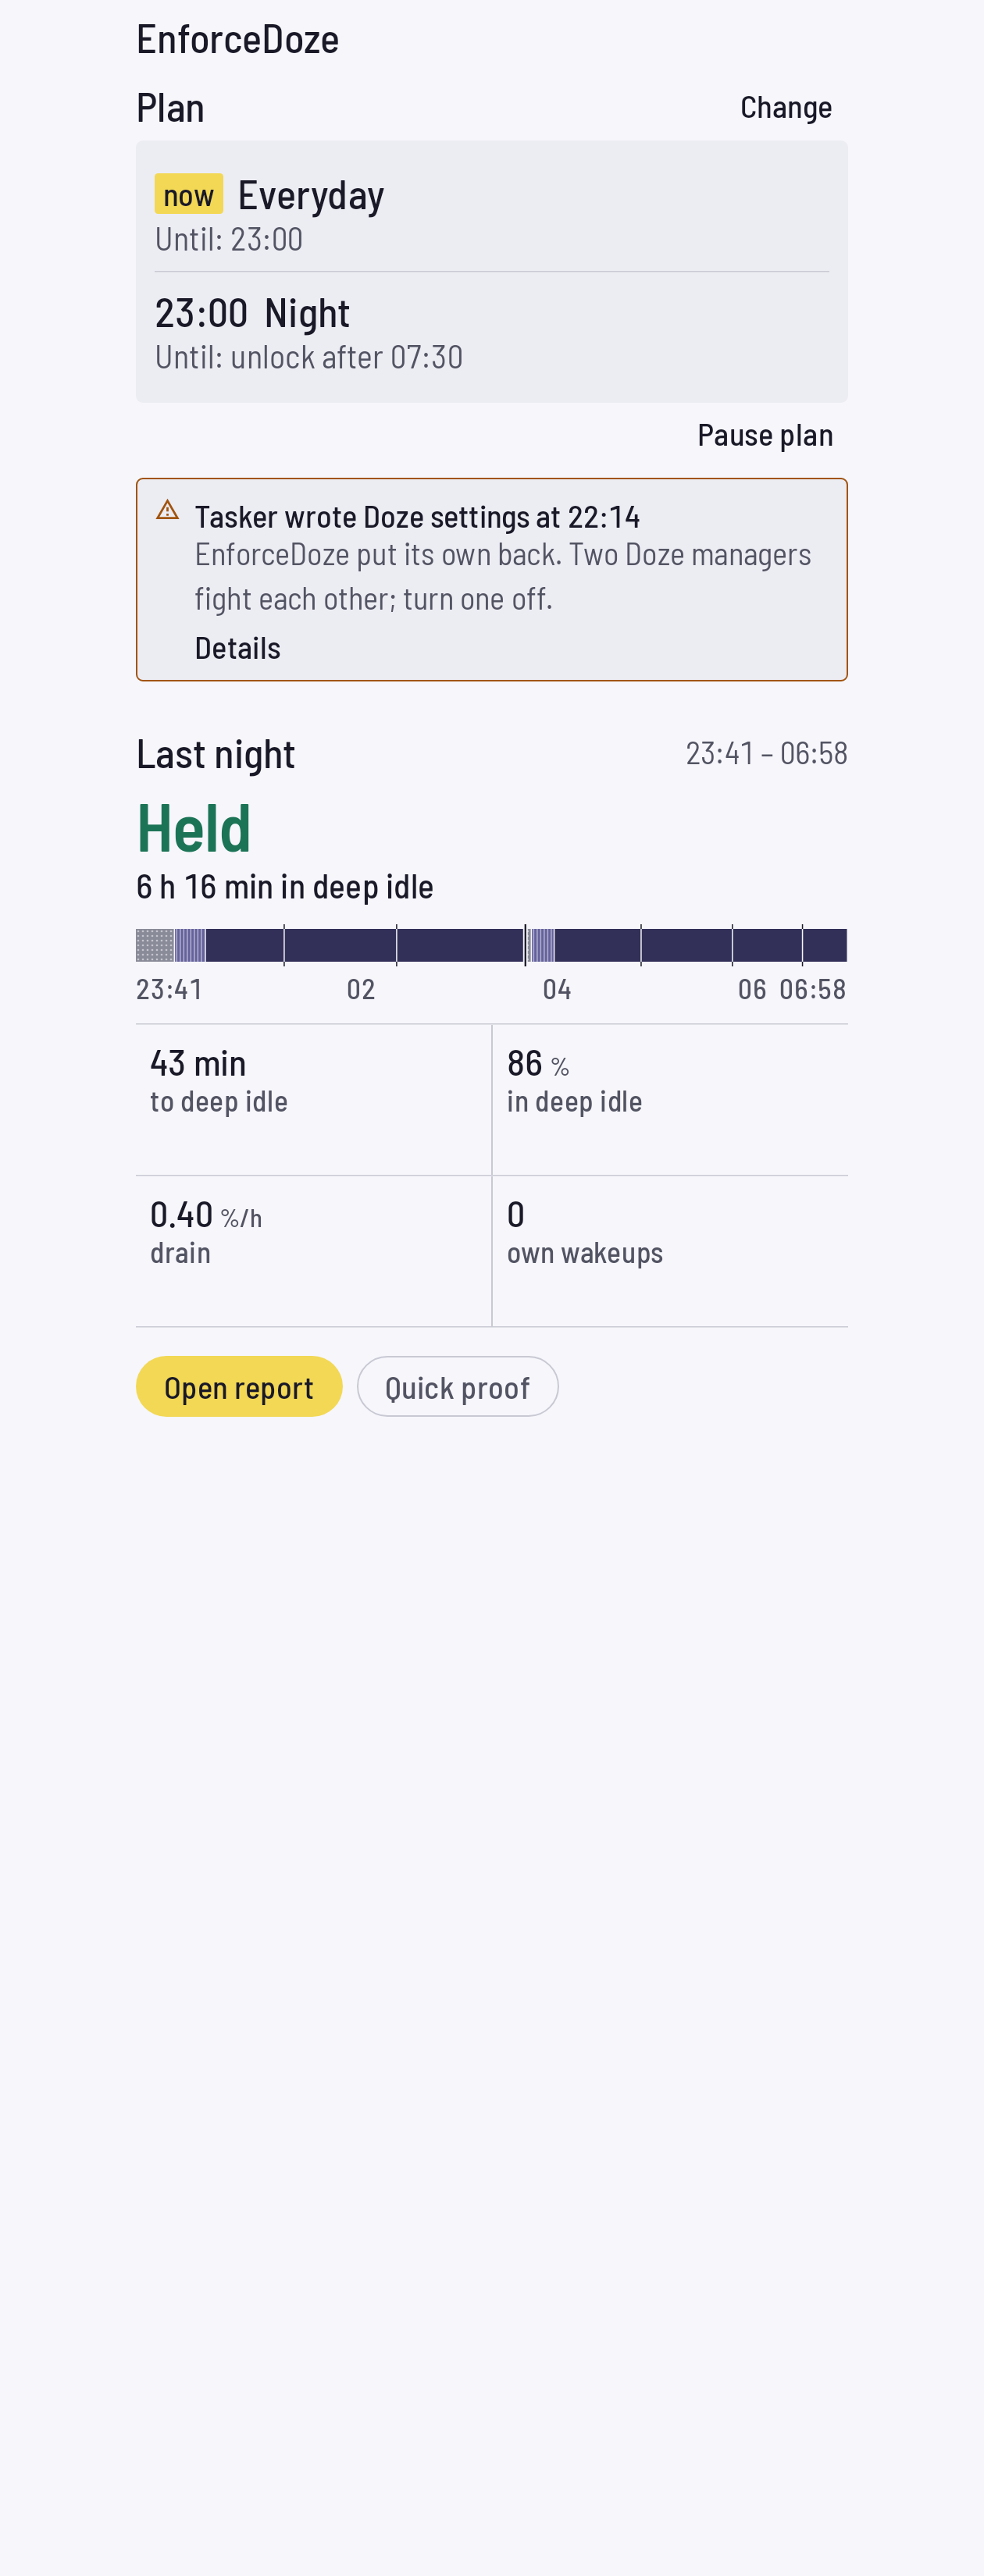 EnforceDoze
Plan
Change
now Everyday
Until: 23:00
23:00 Night
Until: unlock after 07:30
Pause plan
Tasker wrote Doze settings at 22:14
EnforceDoze put its own back. Two Doze managers
fight each other; turn one off.
Details
Last night
23:41 – 06:58
Held
6 h 16 min in deep idle
23:41 02 04 06 06:58
43 min
to deep idle
86 %
in deep idle
0.40 %/h
drain
0
own wakeups
Open report
Quick proof